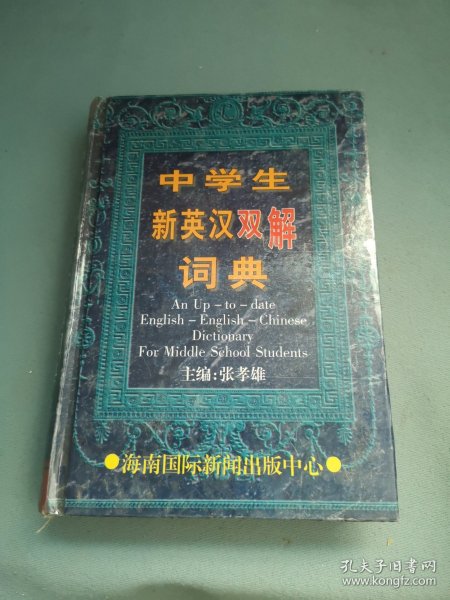 中学生
新英汉双解
词典
An Up-to-date
English-English-Chinese
Dictionary
For Middle School Students
主编:张孝雄
●海南国际新闻出版中心●
孔夫子旧书网
www.kongfz.com